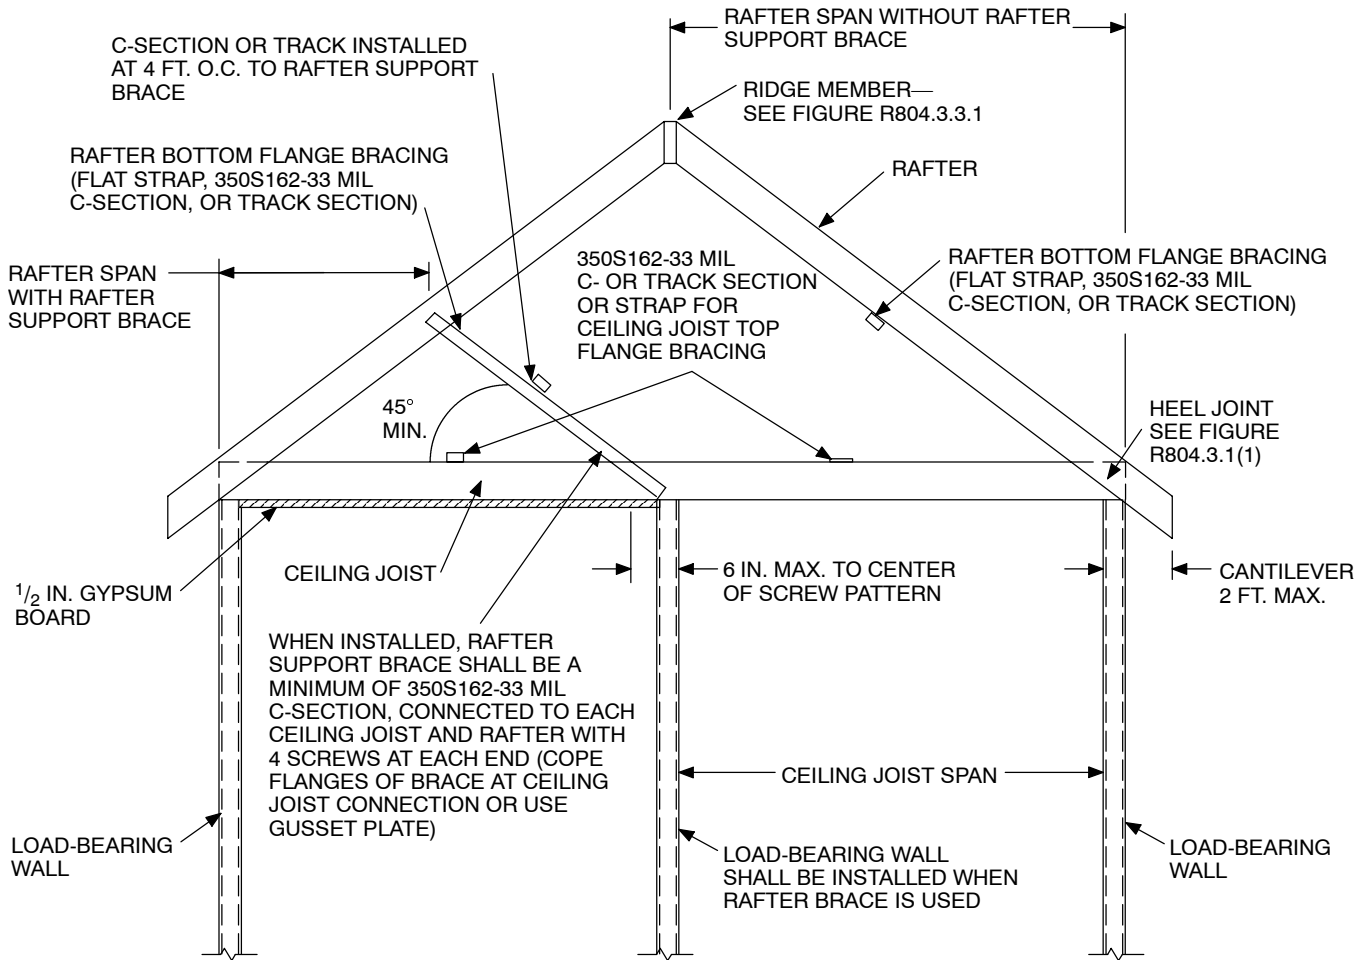 RAFTER SPAN WITHOUT RAFTER
SUPPORT BRACE
C-SECTION OR TRACK INSTALLED
AT 4 FT. O.C. TO RAFTER SUPPORT
BRACE
RIDGE MEMBER—
SEE FIGURE R804.3.3.1
RAFTER BOTTOM FLANGE BRACING
(FLAT STRAP, 350S162-33 MIL
C-SECTION, OR TRACK SECTION)
RAFTER
350S162-33 MIL
C- OR TRACK SECTION
OR STRAP FOR
CEILING JOIST TOP
FLANGE BRACING
RAFTER BOTTOM FLANGE BRACING
(FLAT STRAP, 350S162-33 MIL
C-SECTION, OR TRACK SECTION)
RAFTER SPAN
WITH RAFTER
SUPPORT BRACE
45°
MIN.
HEEL JOINT
SEE FIGURE
R804.3.1(1)
1/2 IN. GYPSUM
BOARD
CEILING JOIST
6 IN. MAX. TO CENTER
OF SCREW PATTERN
CANTILEVER
2 FT. MAX.
WHEN INSTALLED, RAFTER
SUPPORT BRACE SHALL BE A
MINIMUM OF 350S162-33 MIL
C-SECTION, CONNECTED TO EACH
CEILING JOIST AND RAFTER WITH
4 SCREWS AT EACH END (COPE
FLANGES OF BRACE AT CEILING
JOIST CONNECTION OR USE
GUSSET PLATE)
CEILING JOIST SPAN
LOAD-BEARING
WALL
LOAD-BEARING WALL
SHALL BE INSTALLED WHEN
RAFTER BRACE IS USED
LOAD-BEARING
WALL